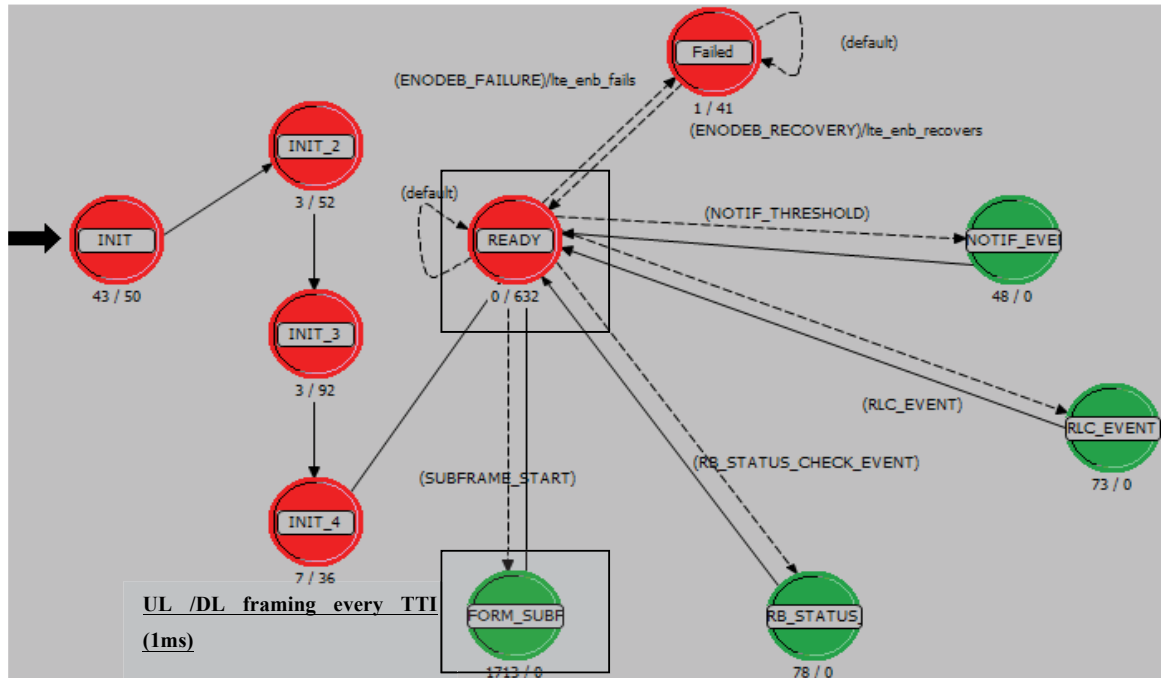 Failed
(default)
(ENODEB_FAILURE)/lte_enb_fails
1 / 41
(ENODEB_RECOVERY)/lte_enb_recovers
INIT_2
3 / 52
(default)
(NOTIF_THRESHOLD)
INIT
READY
NOTIF_EVE
43 / 50
0 / 632
48 / 0
INIT_3
3 / 92
(RLC_EVENT)
RLC_EVENT
73 / 0
(SUBFRAME_START)
(RB_STATUS_CHECK_EVENT)
INIT_4
7 / 36
UL /DL framing every TTI
(1ms)
FORM_SUBF
RB_STATUS_
1713 / 0
78 / 0